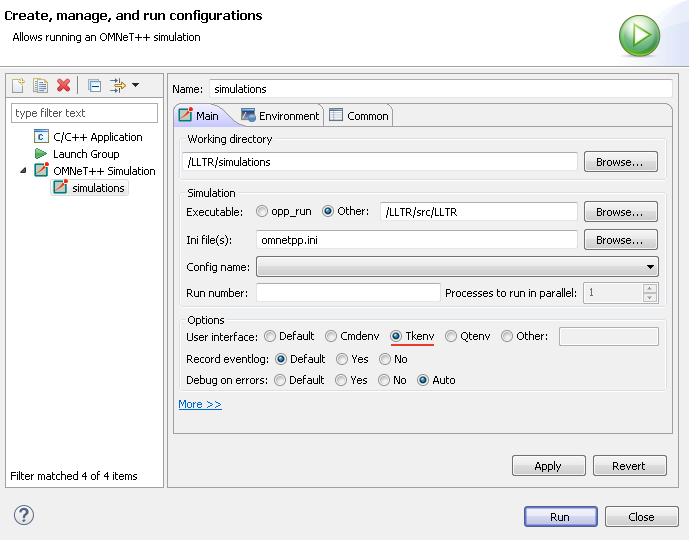 Create, manage, and run configurations
Allows running an OMNeT++ simulation
type filter text
C/C++ Application
Launch Group
OMNeT++ Simulation
simulations
Filter matched 4 of 4 items
Name: simulations
Main Environment Common
Working directory
/LLTR/simulations Browse...
Simulation
Executable: opp_run Other: /LLTR/src/LLTR Browse...
Ini file(s): omnetpp.ini Browse...
Config name:
Run number: Processes to run in parallel: 1
Options
User interface: Default Cmdenv Tkenv Qtenv Other:
Record eventlog: Default Yes No
Debug on errors: Default Yes No Auto
More >>
Apply Revert
? Run Close